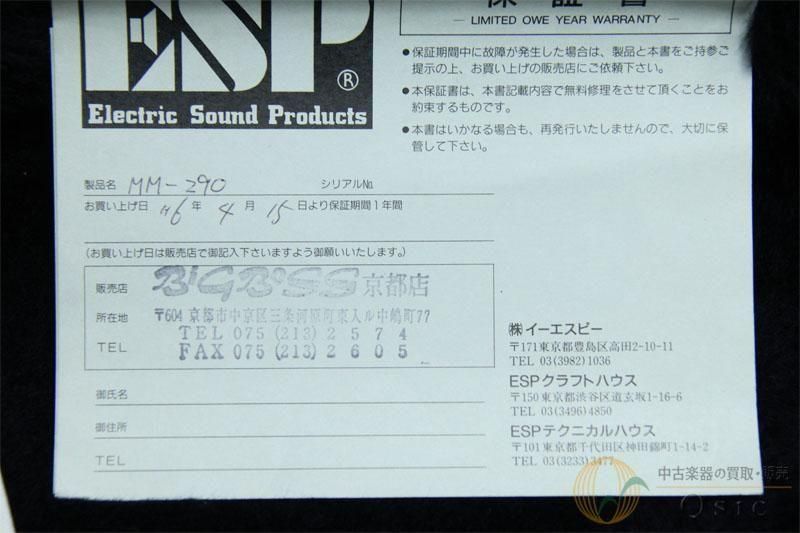 ESP®
Electric Sound Products
保証書
— LIMITED OWE YEAR WARRANTY —
●保証期間中に故障が発生した場合は、製品と本書をご持参ご
提示の上、お買い上げの販売店にご依頼下さい。
●本保証書は、本書記載内容で無料修理をさせて頂くことをお
約束するものです。
●本書はいかなる場合も、再発行いたしませんので、大切に保
管して下さい。
製品名 MM-290 シリアル№
お買い上げ日 '96 年 4 月 15 日より保証期間1年間
(お買い上げ日は販売店で御記入下さいますよう御願いいたします。)
販売店 BIGBOSS 京都店
所在地 〒604 京都市中京区三条河原町東入ル中嶋町77
TEL TEL 075 (213) 2574
FAX 075 (213) 2605
御氏名
御住所
TEL
㈱イーエスピー
〒171東京都豊島区高田2-10-11
TEL 03(3982)1036
ESPクラフトハウス
〒150東京都渋谷区道玄坂1-16-6
TEL 03(3496)4850
ESPテクニカルハウス
〒101東京都千代田区神田錦町1-14-2
TEL 03(3233)3477
中古楽器の買取・販売
Qsic